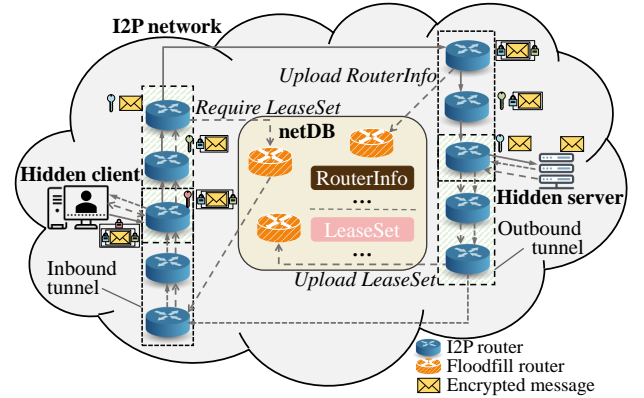 I2P network
Upload RouterInfo
Require LeaseSet
netDB
Hidden client
RouterInfo
...
Hidden server
LeaseSet
...
Outbound
tunnel
Inbound
tunnel
Upload LeaseSet
I2P router
Floodfill router
Encrypted message